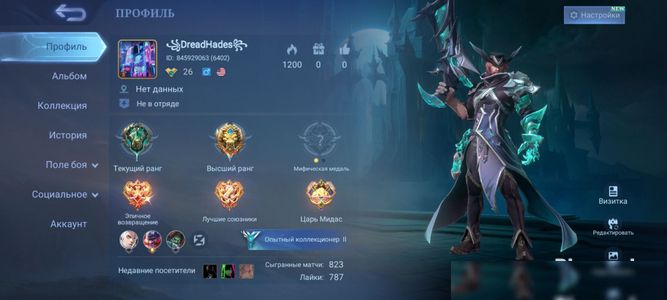 ПРОФИЛЬ
NEW
Настройки
Профиль
Альбом
Коллекция
История
Поле боя
Социальное
Аккаунт
꧁DreadHades꧂
ID: 845929063 (6402)
26
1200 0 0
Нет данных
Не в отряде
Текущий ранг
Высший ранг
Мифическая медаль
Эпичное возвращение
Лучшие союзники
Царь Мидас
Опытный коллекционер II
Недавние посетители
Сыгранные матчи: 823
Лайки: 787
Визитка
Редактировать